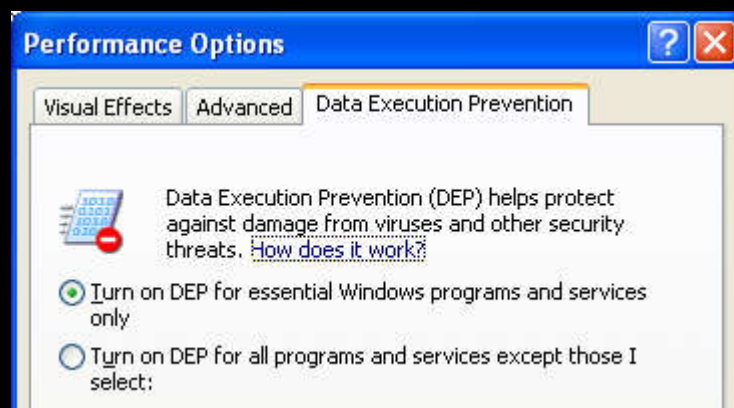 Performance Options
Visual Effects Advanced Data Execution Prevention
Data Execution Prevention (DEP) helps protect
against damage from viruses and other security
threats. How does it work?
Turn on DEP for essential Windows programs and services
only
Turn on DEP for all programs and services except those I
select: